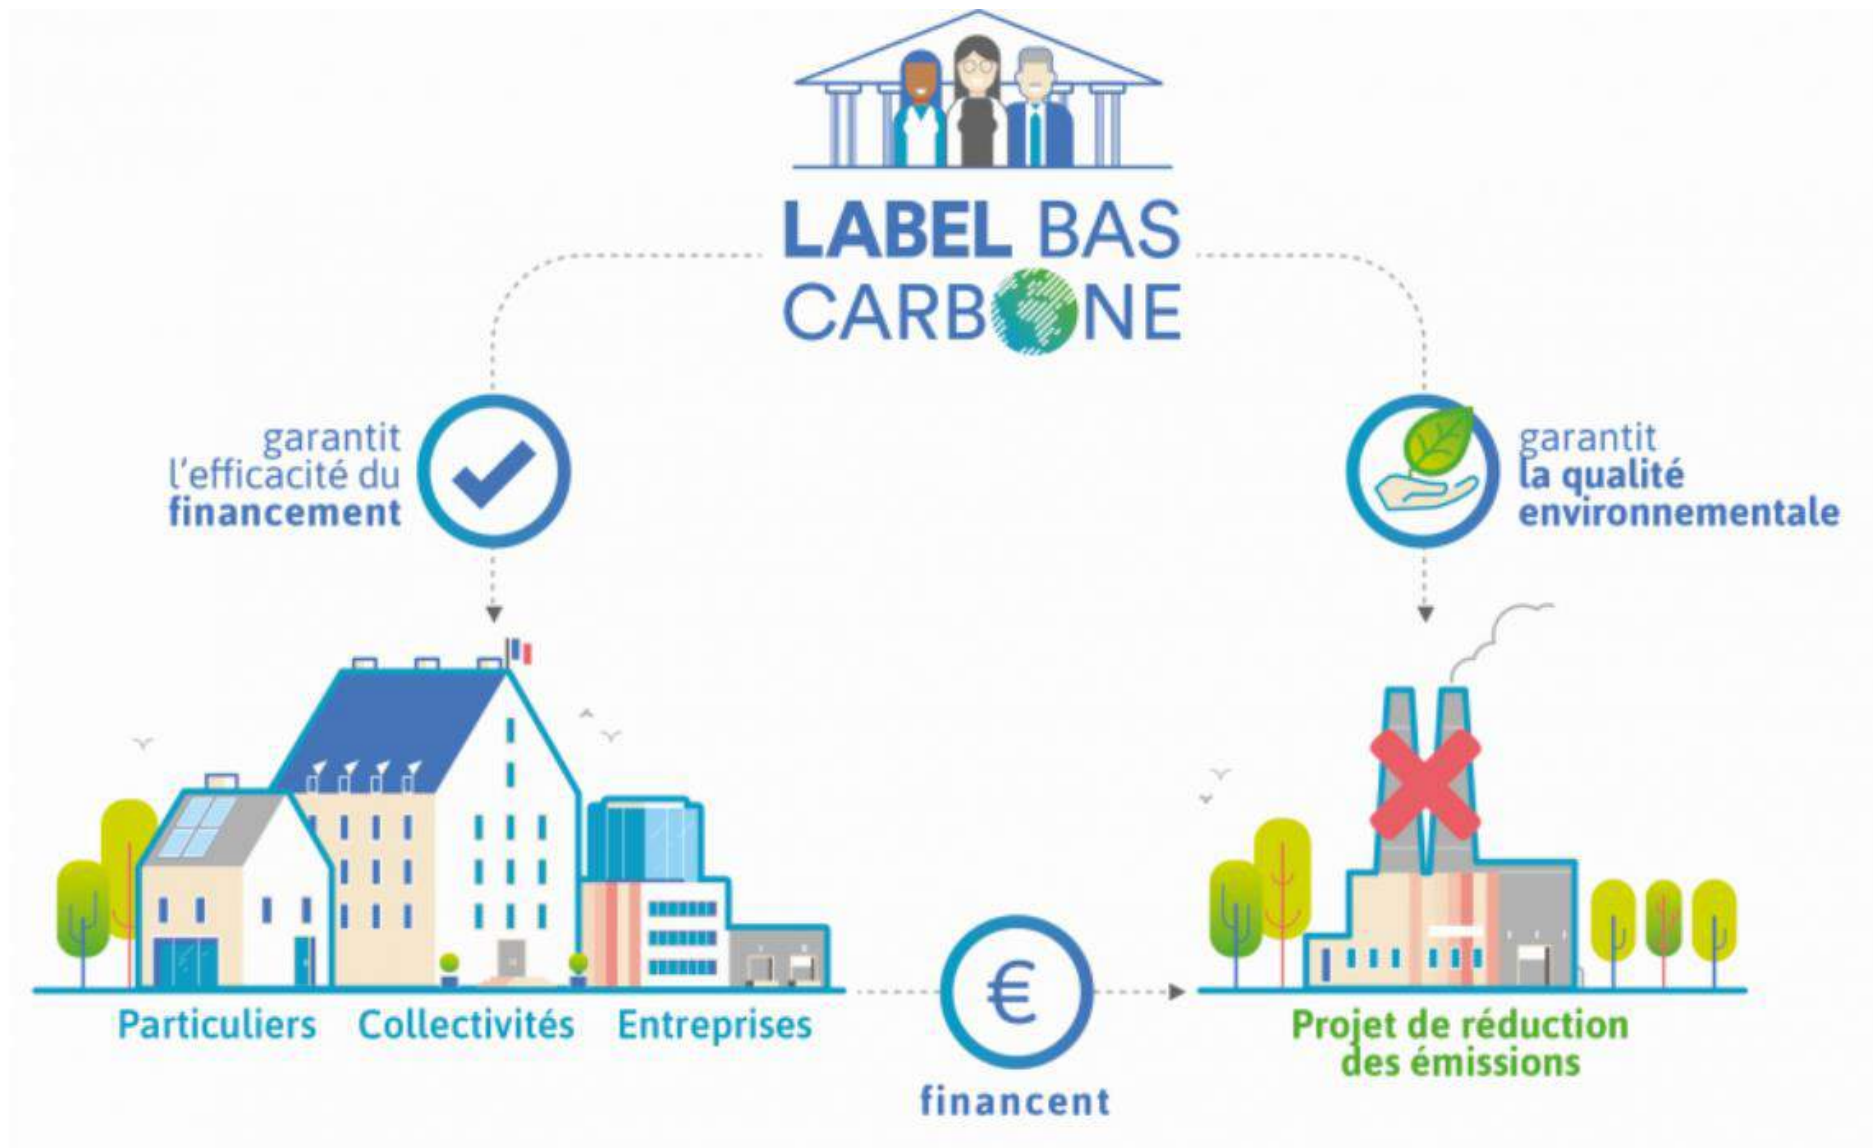 LABEL BAS
CARBONE
garantit
l'efficacité du
financement
garantit
la qualité
environnementale
Particuliers
Collectivités
Entreprises
€
financent
Projet de réduction
des émissions